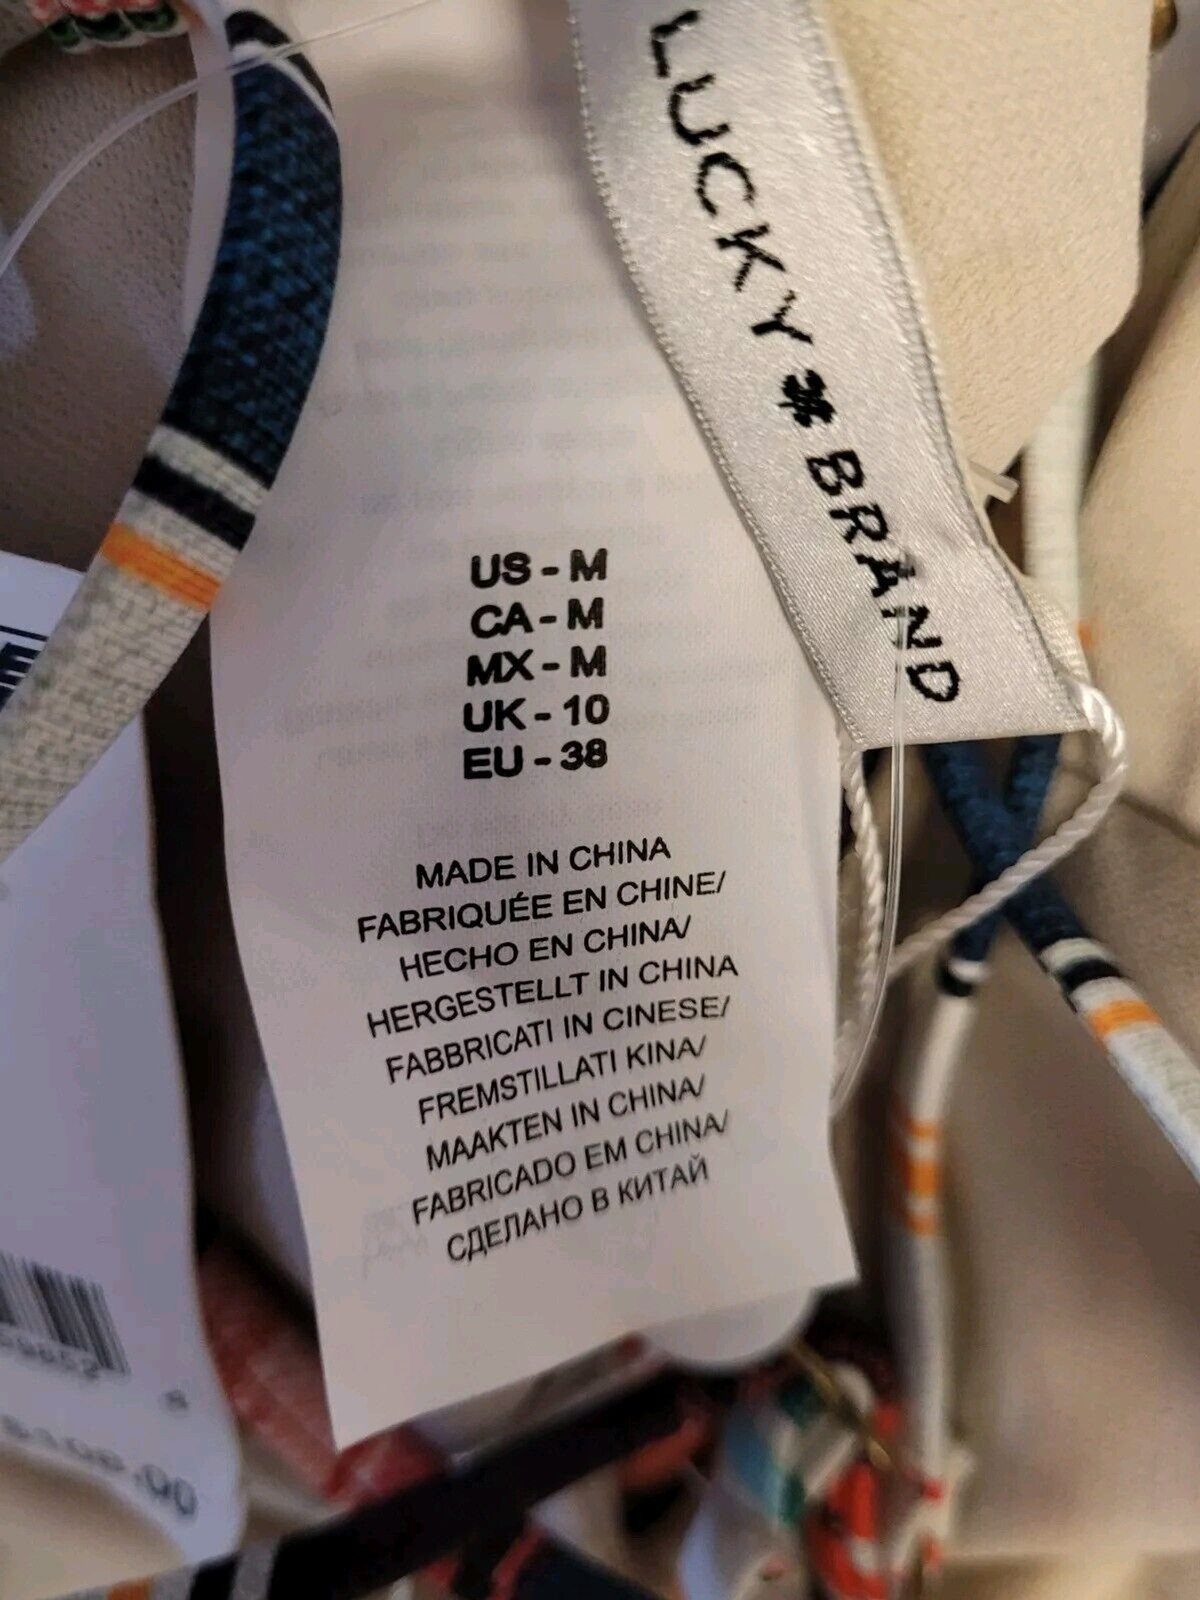 LUCKY BRAND
US - M
CA - M
MX - M
UK - 10
EU - 38
MADE IN CHINA
FABRIQUÉE EN CHINE/
HECHO EN CHINA/
HERGESTELLT IN CHINA
FABBRICATI IN CINESE/
FREMSTILLATI KINA/
MAAKTEN IN CHINA/
FABRICADO EM CHINA/
СДЕЛАНО В КИТАЙ